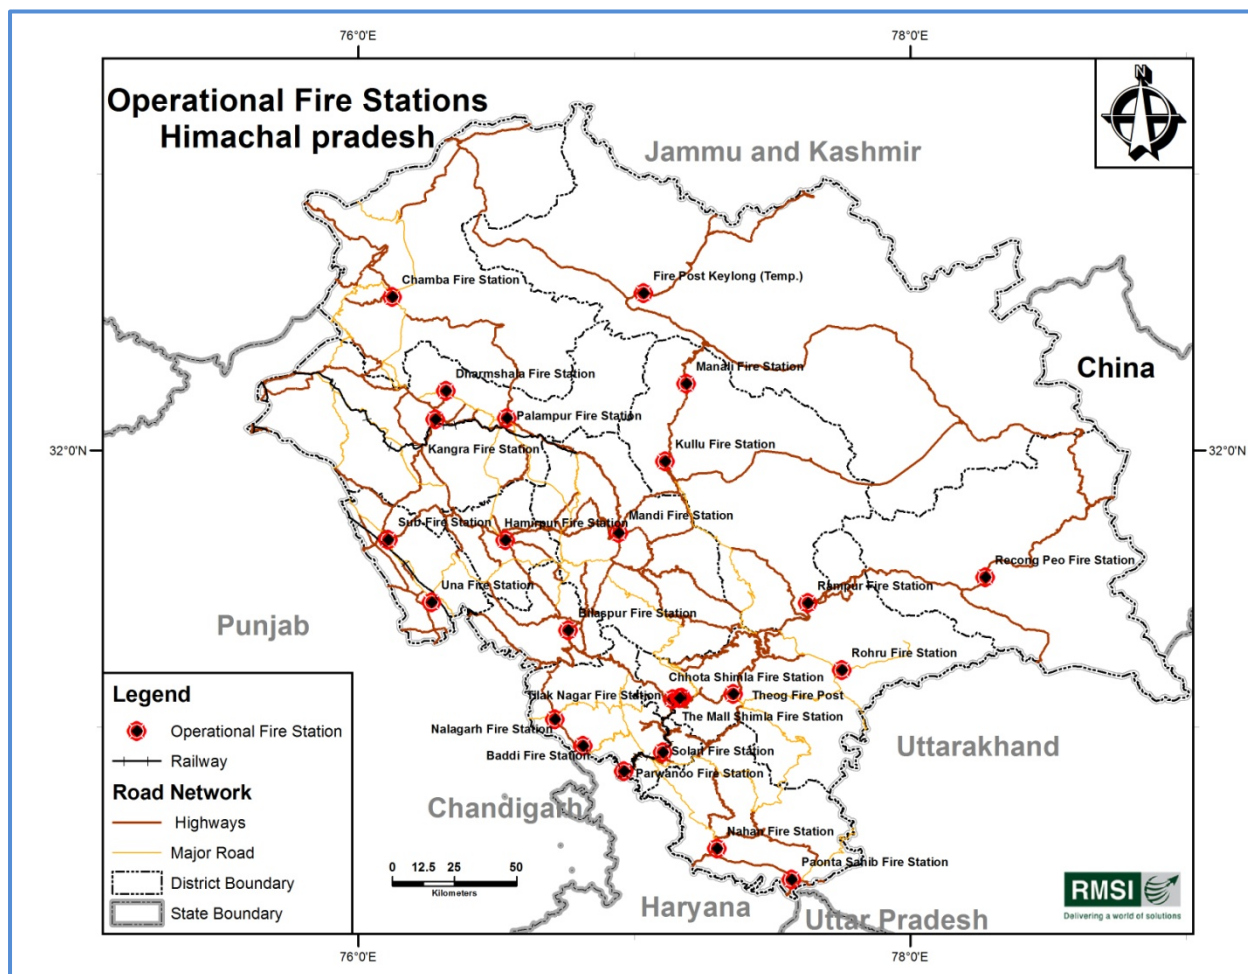 76°0'E
78°0'E
Operational Fire Stations
Himachal pradesh
N
Jammu and Kashmir
Chamba Fire Station
Fire Post Keylong (Temp.)
China
Manali Fire Station
Dharmshala Fire Station
Palampur Fire Station
Kangra Fire Station
Kullu Fire Station
32°0'N
32°0'N
Sub Fire Station
Hamirpur Fire Station
Mandi Fire Station
Recong Peo Fire Station
Una Fire Station
Rampur Fire Station
Bilaspur Fire Station
Punjab
Rohru Fire Station
Chhota Shimla Fire Station
Tilak Nagar Fire Station
Theog Fire Post
The Mall Shimla Fire Station
Nalagarh Fire Station
Uttarakhand
Baddi Fire Station
Solan Fire Station
Parwanoo Fire Station
Chandigarh
Nahan Fire Station
Paonta Sahib Fire Station
Haryana
Uttar Pradesh
Legend
Operational Fire Station
Railway
Road Network
Highways
Major Road
District Boundary
State Boundary
0 12.5 25 50
Kilometers
RMSI
Delivering a world of solutions
76°0'E
78°0'E